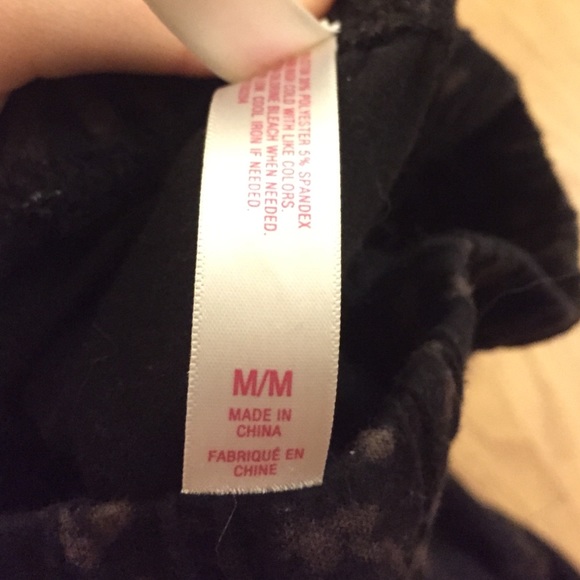 POLYESTER 5% SPANDEX
COLD WITH LIKE COLORS.
BLEACH WHEN NEEDED.
COOL IRON IF NEEDED.
M/M
MADE IN
CHINA
FABRIQUÉ EN
CHINE